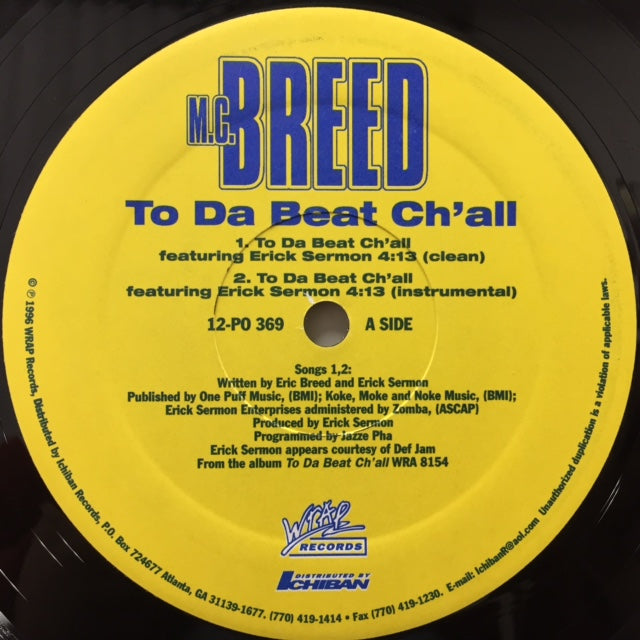 M.C. BREED
To Da Beat Ch'all
1. To Da Beat Ch'all
featuring Erick Sermon 4:13 (clean)
2. To Da Beat Ch'all
featuring Erick Sermon 4:13 (instrumental)
12-PO 369 A SIDE
Songs 1,2:
Written by Eric Breed and Erick Sermon
Published by One Puff Music, (BMI); Koke, Moke and Noke Music, (BMI);
Erick Sermon Enterprises administered by Zomba, (ASCAP)
Produced by Erick Sermon
Programmed by Jazze Pha
Erick Sermon appears courtesy of Def Jam
From the album To Da Beat Ch'all WRA 8154
WRAP
RECORDS
DISTRIBUTED BY
ICHIBAN
© ℗ 1996 WRAP Records, Distributed by Ichiban Records, P.O. Box 724677 Atlanta, GA 31139-1677. (770) 419-1414 • Fax (770) 419-1230. E-mail: IchibanR@aol.com Unauthorized duplication is a violation of applicable laws.